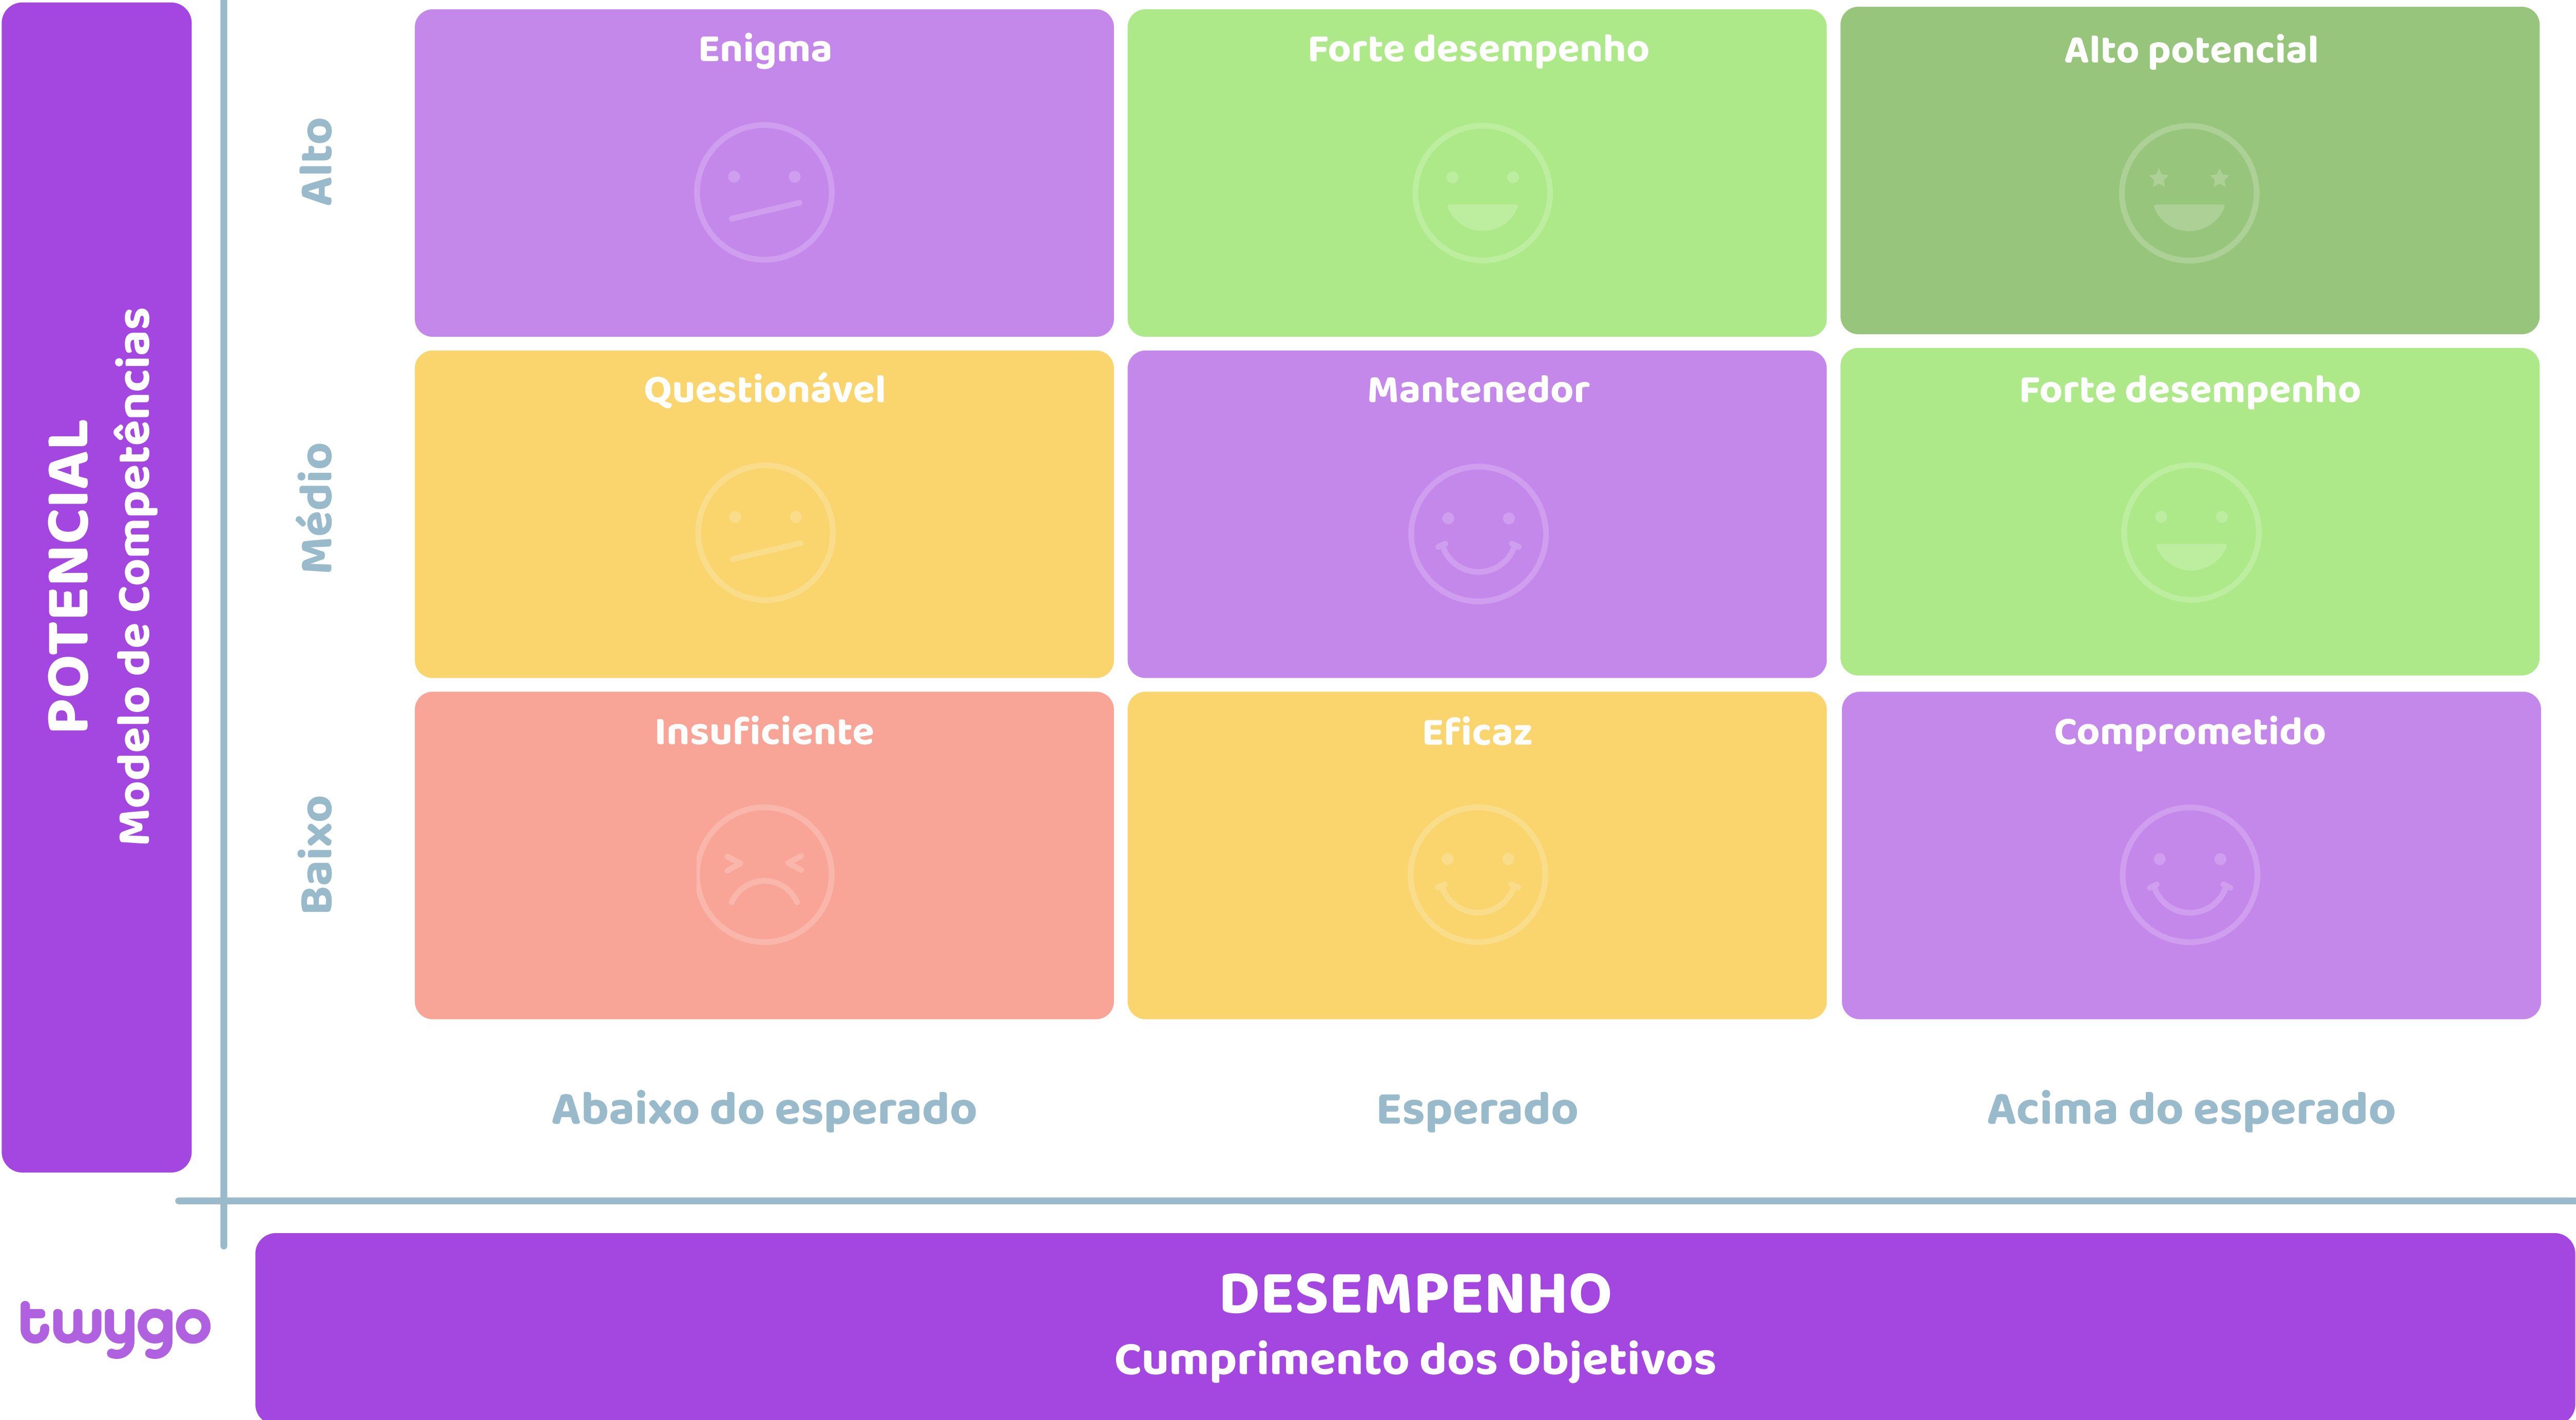 POTENCIAL
Modelo de Competências
Alto
Enigma
Forte desempenho
Alto potencial
Médio
Questionável
Mantenedor
Forte desempenho
Baixo
Insuficiente
Eficaz
Comprometido
Abaixo do esperado
Esperado
Acima do esperado
twygo
DESEMPENHO
Cumprimento dos Objetivos